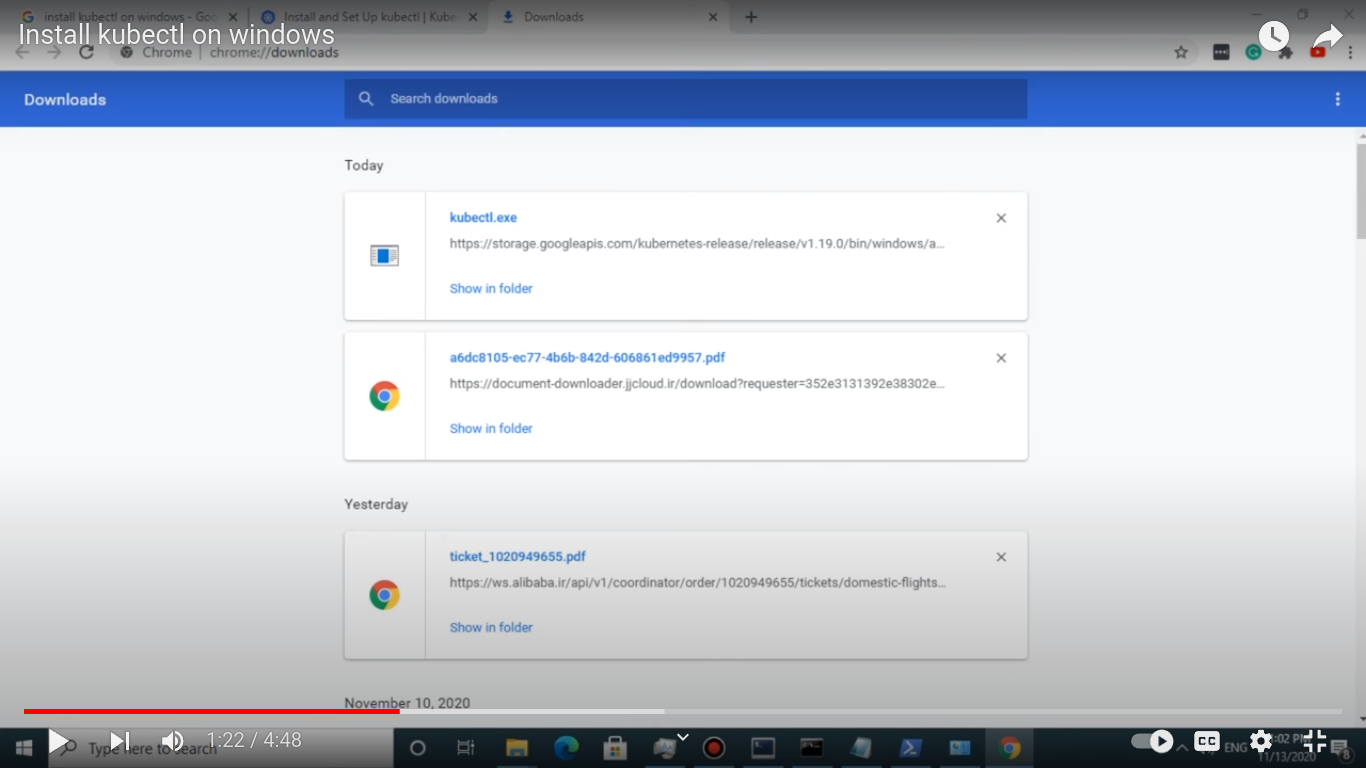 install kubectl on windows - Goo
Install and Set Up kubectl | Kube
Downloads
Install kubectl on windows
Chrome | chrome://downloads
Downloads
Search downloads
Today
kubectl.exe
https://storage.googleapis.com/kubernetes-release/release/v1.19.0/bin/windows/a...
Show in folder
a6dc8105-ec77-4b6b-842d-606861ed9957.pdf
https://document-downloader.jjcloud.ir/download?requester=352e3131392e38302e...
Show in folder
Yesterday
ticket_1020949655.pdf
https://ws.alibaba.ir/api/v1/coordinator/order/1020949655/tickets/domestic-flights...
Show in folder
November 10, 2020
Type here to search
1:22 / 4:48
CC
ENG
11/13/2020
8